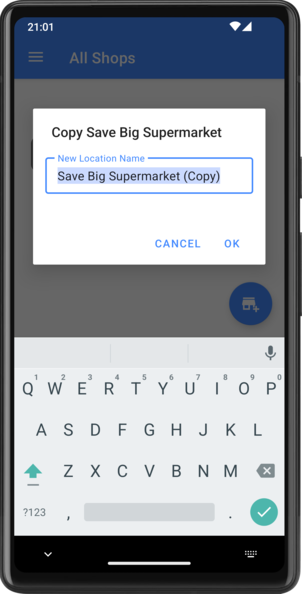 21:01
All Shops
Copy Save Big Supermarket
New Location Name
Save Big Supermarket (Copy)
CANCEL OK
1 2 3 4 5 6 7 8 9 0
Q W E R T Y U I O P
A S D F G H J K L
Z X C V B N M
?123 , .